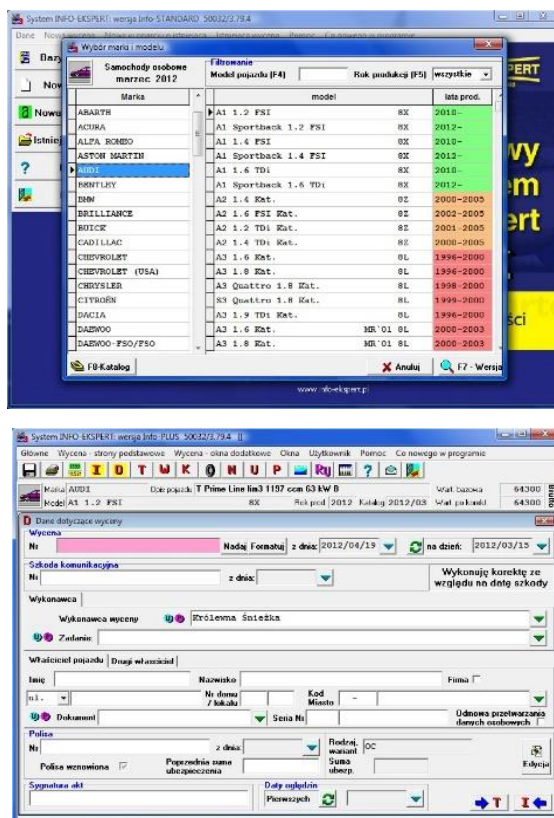 System INFO-EKSPERT: wersja Info-STANDARD 50032/3.79.4
Dane Nowa wycena
Pomoc Co nowego w programie
Wybór marki i modelu
Samochody osobowe
marzec 2012
Filtrowanie
Model pojazdu (F4) Rok produkcji (F5) wszystkie
Marka model lata prod.
ABARTH A1 1.2 FSI 8X 2010-
ACURA A1 Sportback 1.2 FSI 8X 2012-
ALFA ROMEO A1 1.4 FSI 8X 2010-
ASTON MARTIN A1 Sportback 1.4 FSI 8X 2012-
AUDI A1 1.6 TDi 8X 2010-
BENTLEY A1 Sportback 1.6 TDi 8X 2012-
BMW A2 1.4 Kat. 8Z 2000-2005
BRILLIANCE A2 1.6 FSI Kat. 8Z 2002-2005
BUICK A2 1.2 TDi Kat. 8Z 2001-2005
CADILLAC A2 1.4 TDi Kat. 8Z 2000-2005
CHEVROLET A3 1.6 Kat. 8L 1996-2000
CHEVROLET (USA) A3 1.8 Kat. 8L 1996-2000
CHRYSLER A3 Quattro 1.8 Kat. 8L 1998-2000
CITROËN S3 Quattro 1.8 Kat. 8L 1999-2000
DACIA A3 1.9 TDi Kat. 8L 1996-2000
DAEWOO A3 1.6 Kat. MR`01 8L 2000-2003
DAEWOO-FSO/FSO A3 1.8 Kat. MR`01 8L 2000-2003
F8-Katalog Anuluj F7 - Wersja
www.info-ekspert.pl
System INFO-EKSPERT: wersja Info-PLUS 50032/3.79.4
Główne Wycena - strony podstawowe Wycena - okna dodatkowe Okna Użytkownik Pomoc Co nowego w programie
I D T W K O N U P Ry ?
Marka AUDI Opis pojazdu T Prime Line lim3 1197 ccm 63 kW B Wart. bazowa 64300 Brutto
Model A1 1.2 FSI 8X Rok prod 2012 Katalog 2012/03 Wart. po korekt 64300
Dane dotyczące wyceny
Wycena
Nr Nadaj Formatuj z dnia: 2012/04/19 na dzień: 2012/03/15
Szkoda komunikacyjna
Nr z dnia: Wykonuję korektę ze
względu na datę szkody
Wykonawca
Wykonawca wyceny Królewna Śnieżka
Zadanie:
Właściciel pojazdu Drugi właściciel
Imię Nazwisko Firma
ul. Nr domu / lokalu Kod Miasto -
Dokument Seria Nr Odmowa przetwarzania danych osobowych
Polisa
Nr z dnia: Rodzaj, wariant OC
Polisa wznowiona Poprzednia suma ubezpieczenia Suma ubezp. Edycja
Sygnatura akt Daty oględzin
Pierwszych T I